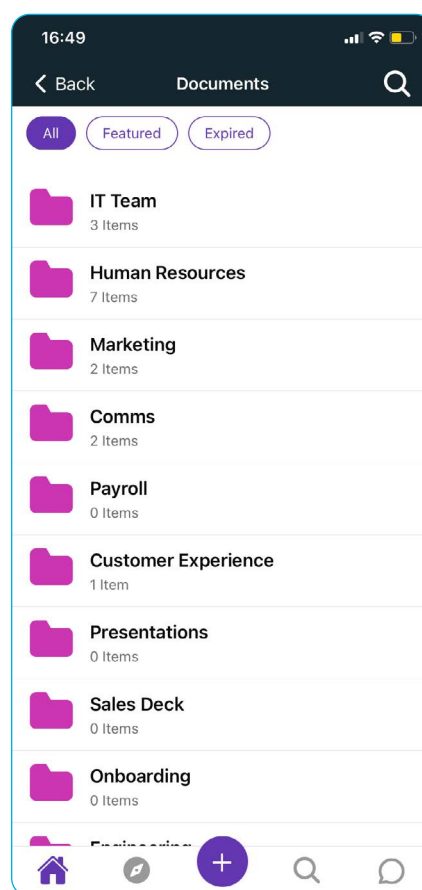 16:49
Back
Documents
All
Featured
Expired
IT Team
3 Items
Human Resources
7 Items
Marketing
2 Items
Comms
2 Items
Payroll
0 Items
Customer Experience
1 Item
Presentations
0 Items
Sales Deck
0 Items
Onboarding
0 Items
Engineering